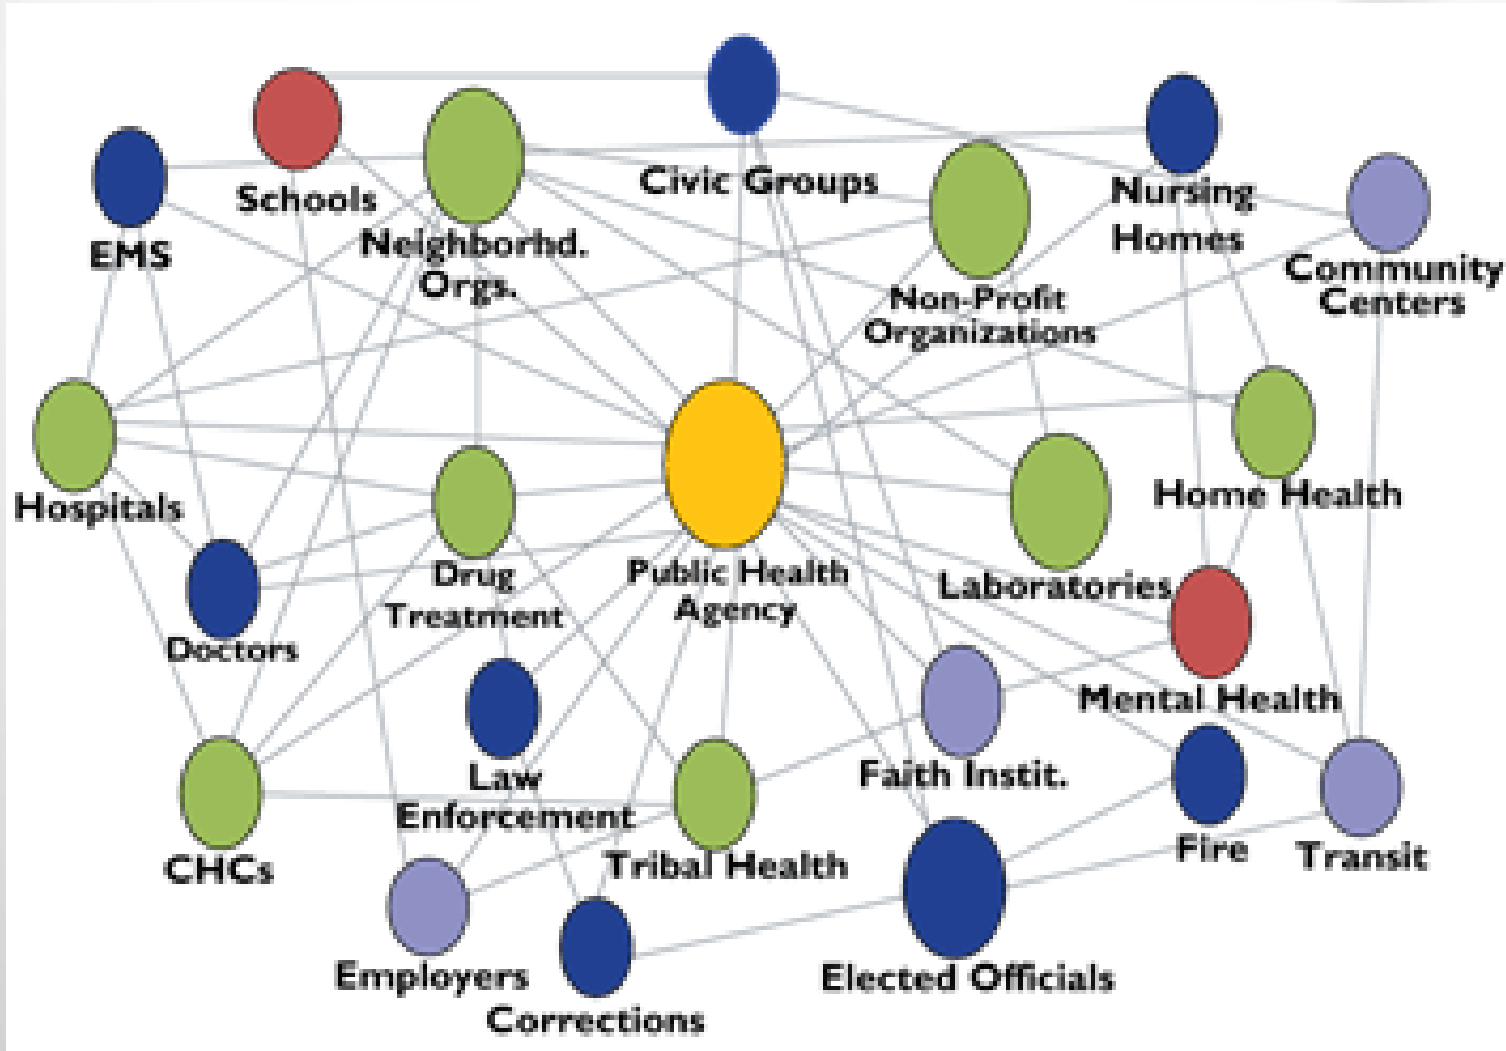 Schools
Civic Groups
Nursing
Homes
EMS
Neighborhd.
Orgs.
Community
Centers
Non-Profit
Organizations
Hospitals
Home Health
Drug
Treatment
Public Health
Agency
Laboratories
Doctors
Mental Health
Law
Enforcement
Faith Instit.
CHCs
Tribal Health
Fire
Transit
Employers
Elected Officials
Corrections